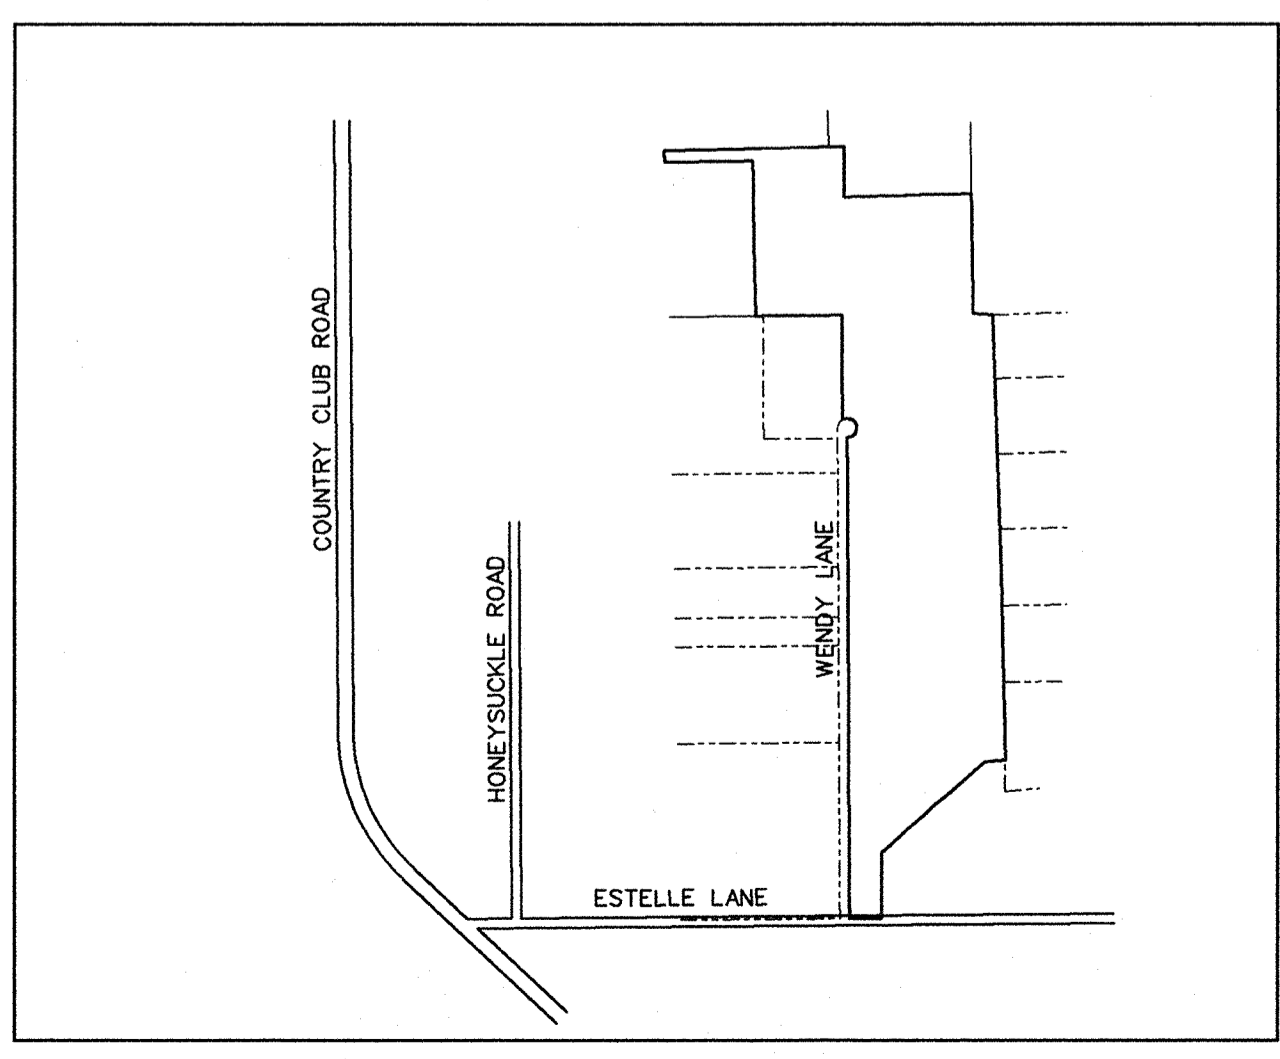 COUNTRY CLUB ROAD
HONEYSUCKLE ROAD
WENDY LANE
ESTELLE LANE